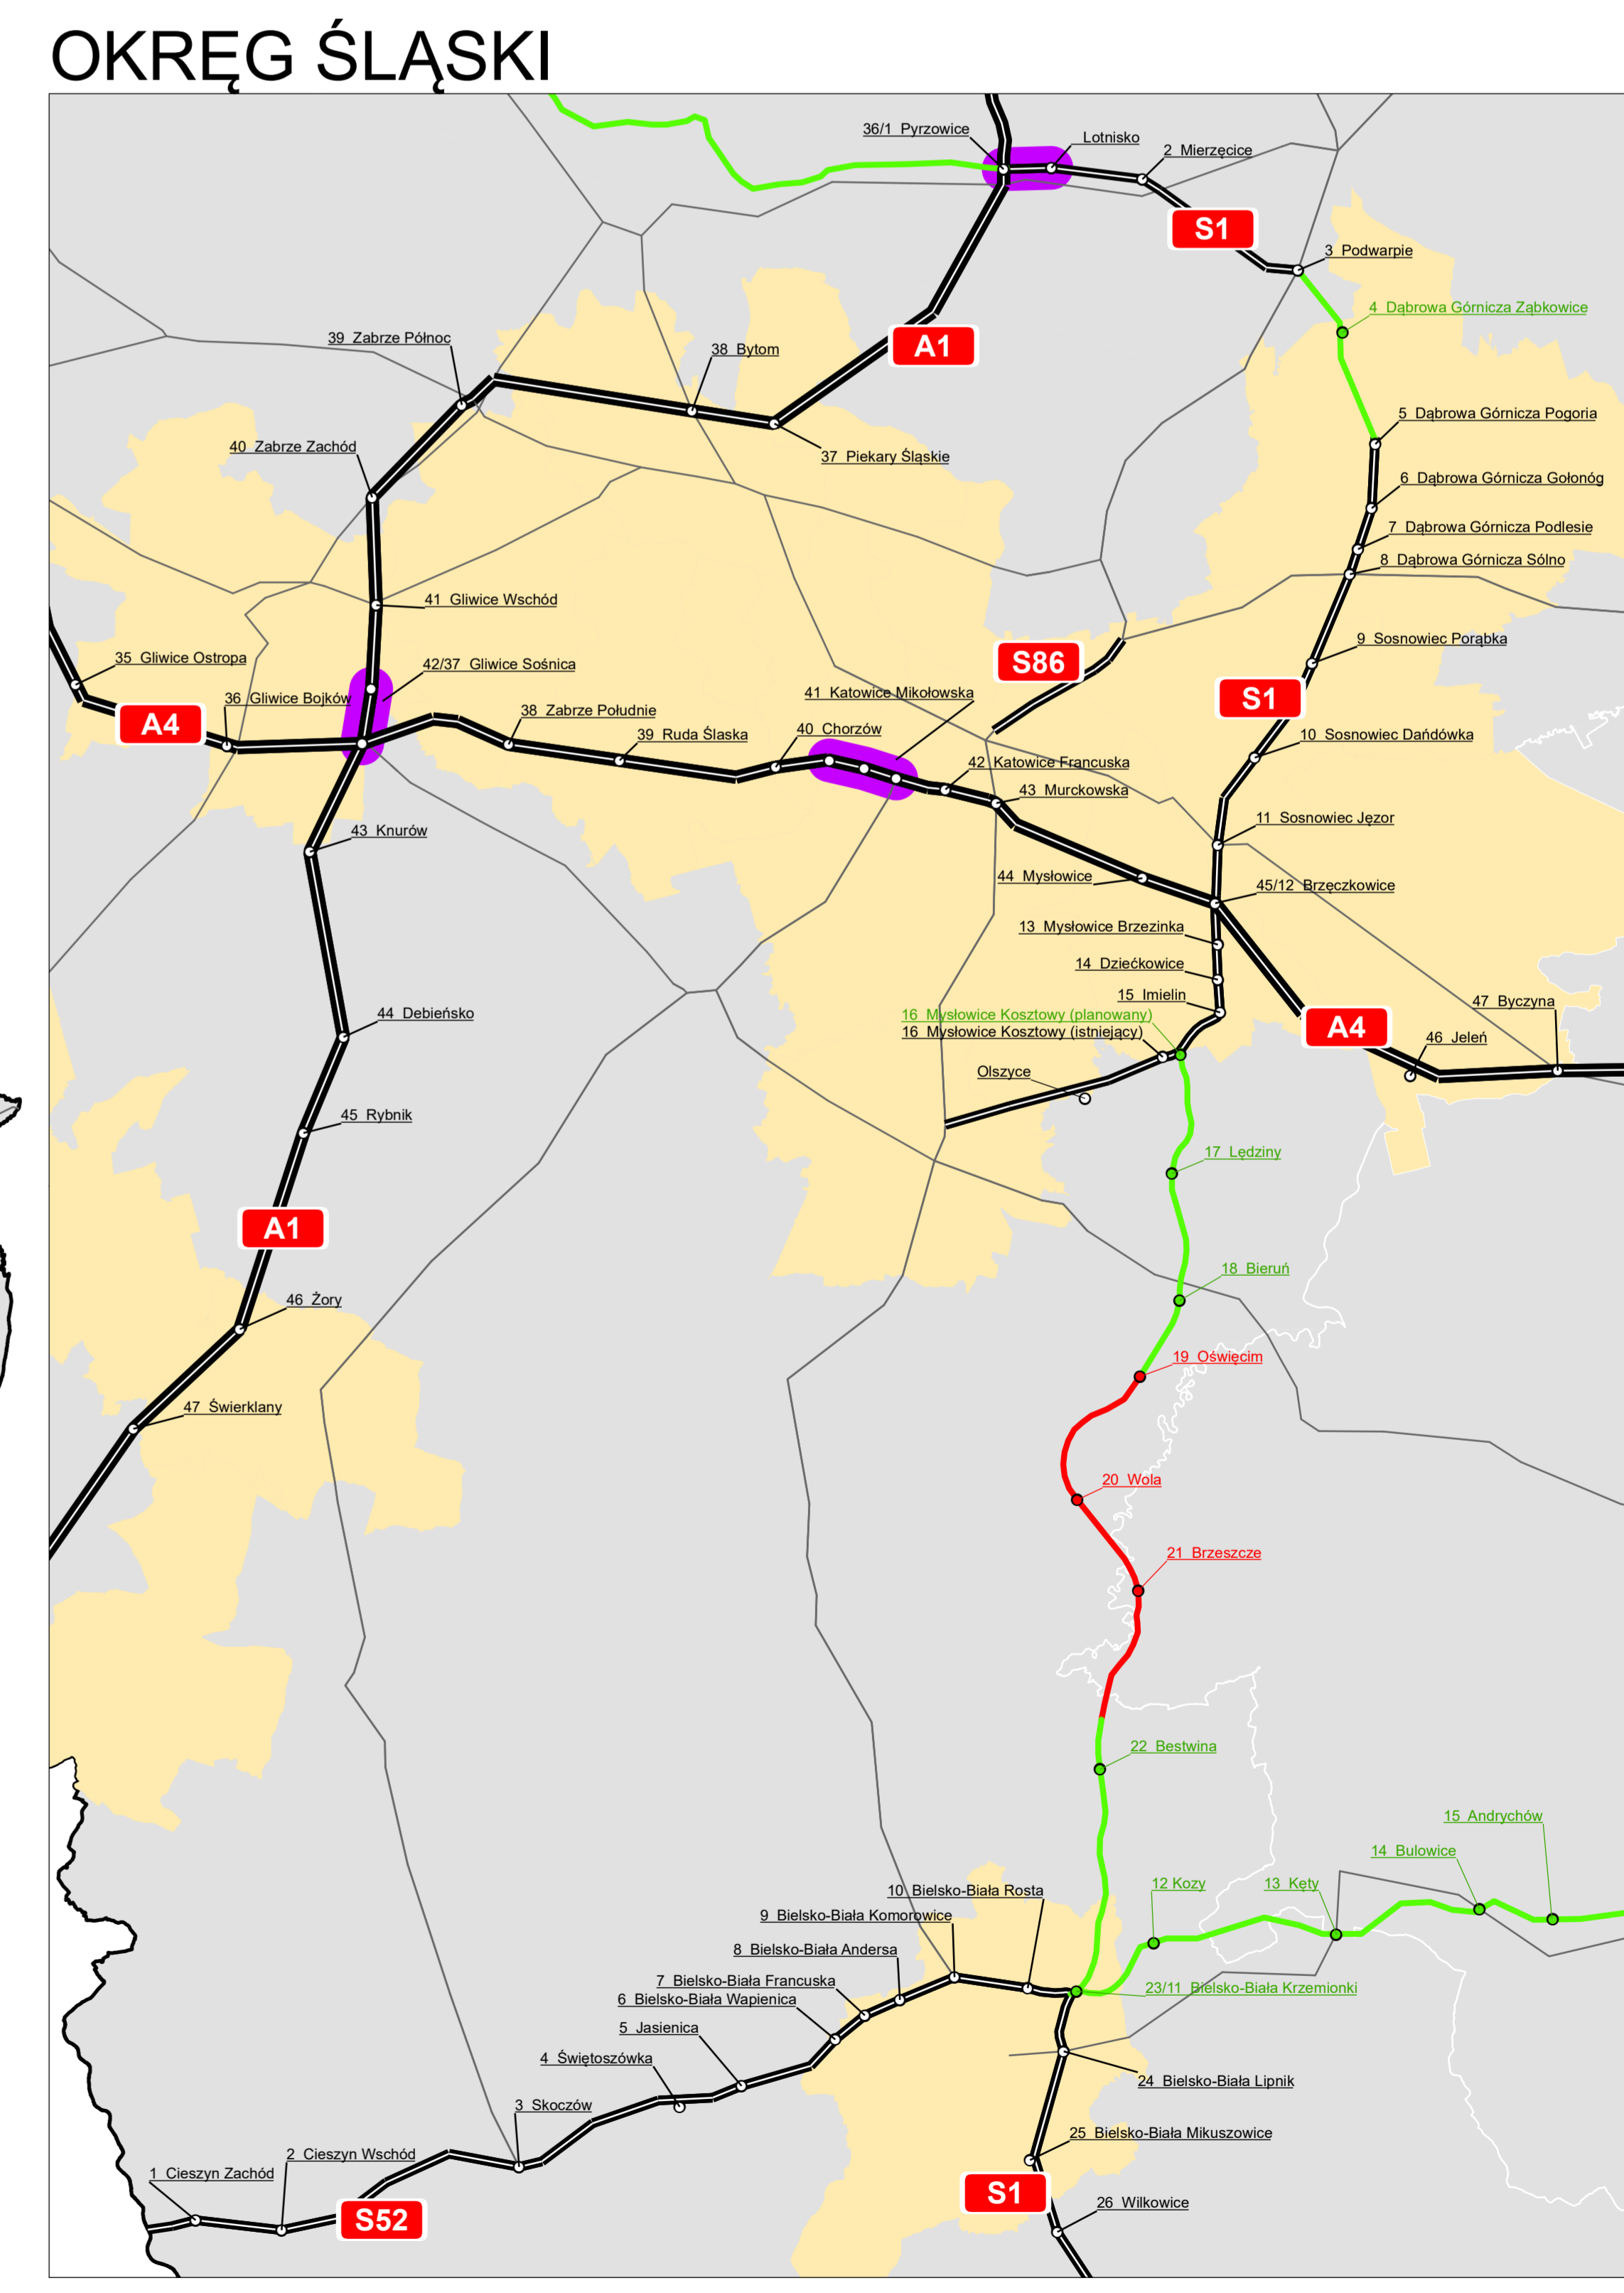 OKRĘG ŚLĄSKI
36/1 Pyrzowice
Lotnisko
2 Mierzęcice
S1
3 Podwarpie
4 Dąbrowa Górnicza Ząbkowice
39 Zabrze Północ
38 Bytom
A1
5 Dąbrowa Górnicza Pogoria
40 Zabrze Zachód
37 Piekary Śląskie
6 Dąbrowa Górnicza Gołonóg
7 Dąbrowa Górnicza Podlesie
8 Dąbrowa Górnicza Sólno
41 Gliwice Wschód
9 Sosnowiec Porąbka
35 Gliwice Ostropa
42/37 Gliwice Sośnica
S86
36 Gliwice Bojków
41 Katowice Mikołowska
S1
38 Zabrze Południe
A4
40 Chorzów
39 Ruda Ślaska
10 Sosnowiec Dańdówka
42 Katowice Francuska
43 Murckowska
11 Sosnowiec Jęzor
43 Knurów
44 Mysłowice
45/12 Brzęczkowice
13 Mysłowice Brzezinka
14 Dziećkowice
15 Imielin
47 Byczyna
44 Debieńsko
16 Mysłowice Kosztowy (planowany)
A4
16 Mysłowice Kosztowy (istniejący)
46 Jeleń
Olszyce
45 Rybnik
17 Lędziny
A1
18 Bieruń
46 Żory
19 Oświęcim
47 Świerklany
20 Wola
21 Brzeszcze
22 Bestwina
15 Andrychów
14 Bulowice
12 Kozy
13 Kęty
10 Bielsko-Biała Rosta
9 Bielsko-Biała Komorowice
8 Bielsko-Biała Andersa
7 Bielsko-Biała Francuska
23/11 Bielsko-Biała Krzemionki
6 Bielsko-Biała Wapienica
5 Jasienica
4 Świętoszówka
24 Bielsko-Biała Lipnik
3 Skoczów
25 Bielsko-Biała Mikuszowice
2 Cieszyn Wschód
1 Cieszyn Zachód
S1
26 Wilkowice
S52